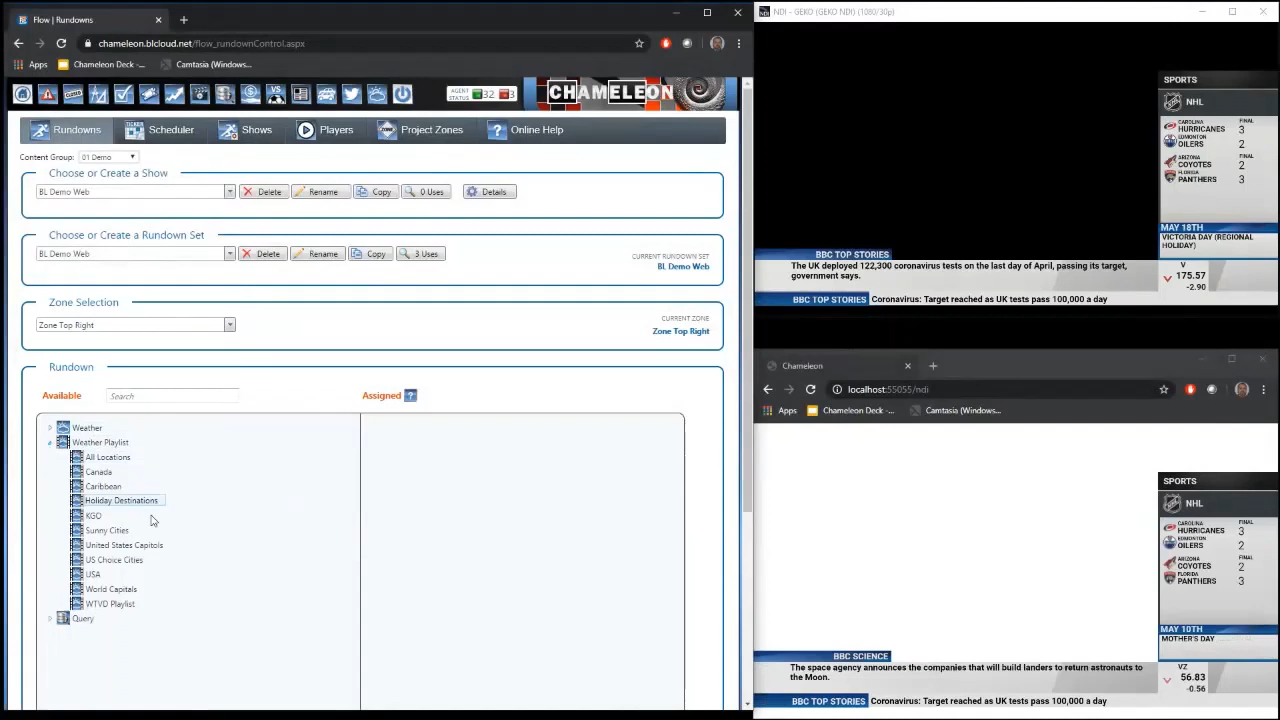 Flow | Rundowns
chameleon.blcloud.net/flow_rundownControl.aspx
Apps
Chameleon Deck -...
Camtasia (Windows...
AGENT STATUS 32 3
CHAMELEON
Rundowns
Scheduler
Shows
Players
Project Zones
Online Help
Content Group: 01 Demo
Choose or Create a Show
BL Demo Web
Delete
Rename
Copy
0 Uses
Details
Choose or Create a Rundown Set
BL Demo Web
Delete
Rename
Copy
3 Uses
CURRENT RUNDOWN SET
BL Demo Web
Zone Selection
Zone Top Right
CURRENT ZONE
Zone Top Right
Rundown
Available
Search
Assigned
Weather
Weather Playlist
All Locations
Canada
Caribbean
Holiday Destinations
KGO
Sunny Cities
United States Capitols
US Choice Cities
USA
World Capitals
WTVD Playlist
Query
NDI - GEKO (GEKO NDI) (1080/30p)
SPORTS
NHL
CAROLINA FINAL
HURRICANES 3
EDMONTON
OILERS 2
ARIZONA FINAL
COYOTES 2
FLORIDA
PANTHERS 3
MAY 18TH
VICTORIA DAY (REGIONAL
HOLIDAY)
V
175.57
-2.90
BBC TOP STORIES
The UK deployed 122,300 coronavirus tests on the last day of April, passing its target,
government says.
BBC TOP STORIES Coronavirus: Target reached as UK tests pass 100,000 a day
Chameleon
localhost:55055/ndi
Apps
Chameleon Deck -...
Camtasia (Windows...
SPORTS
NHL
CAROLINA FINAL
HURRICANES 3
EDMONTON
OILERS 2
ARIZONA FINAL
COYOTES 2
FLORIDA
PANTHERS 3
MAY 10TH
MOTHER'S DAY
VZ
56.83
-0.56
BBC SCIENCE
The space agency announces the companies that will build landers to return astronauts to
the Moon.
BBC TOP STORIES Coronavirus: Target reached as UK tests pass 100,000 a day